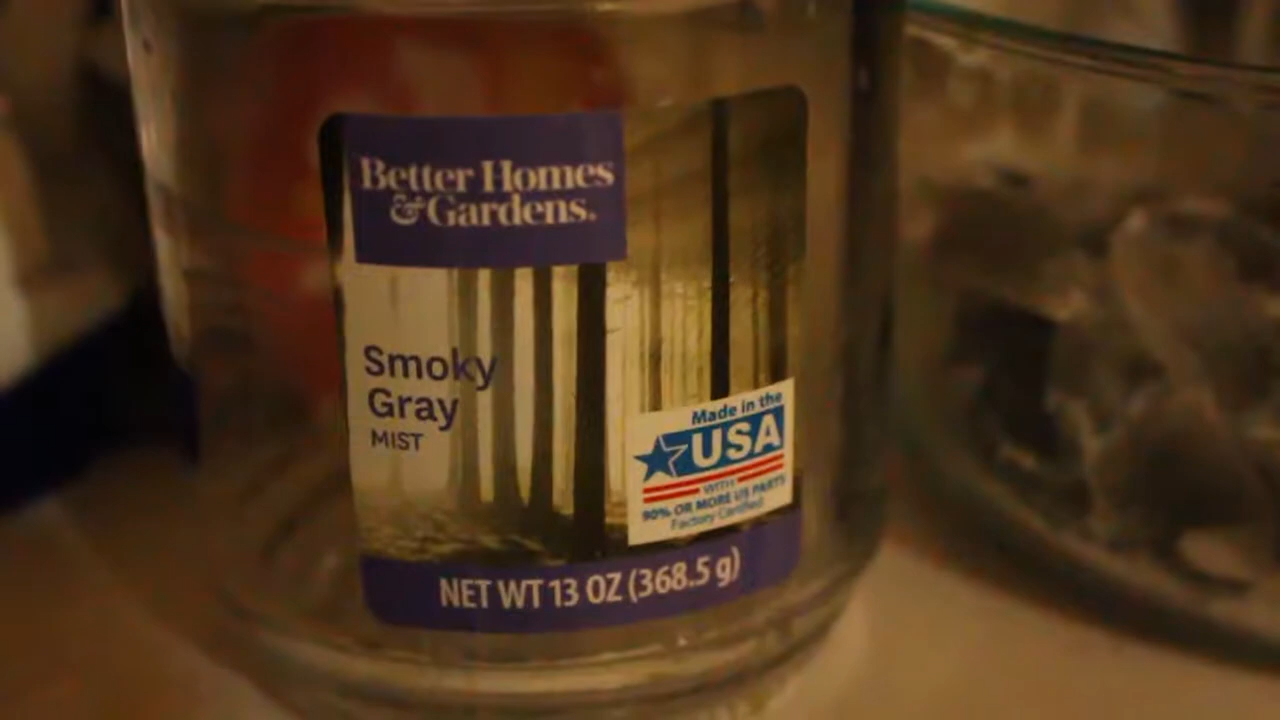 Better Homes
&Gardens.
Smoky
Gray
MIST
Made in the
USA
WITH
90% OR MORE US PARTS
Factory Certified
NET WT 13 OZ (368.5 g)